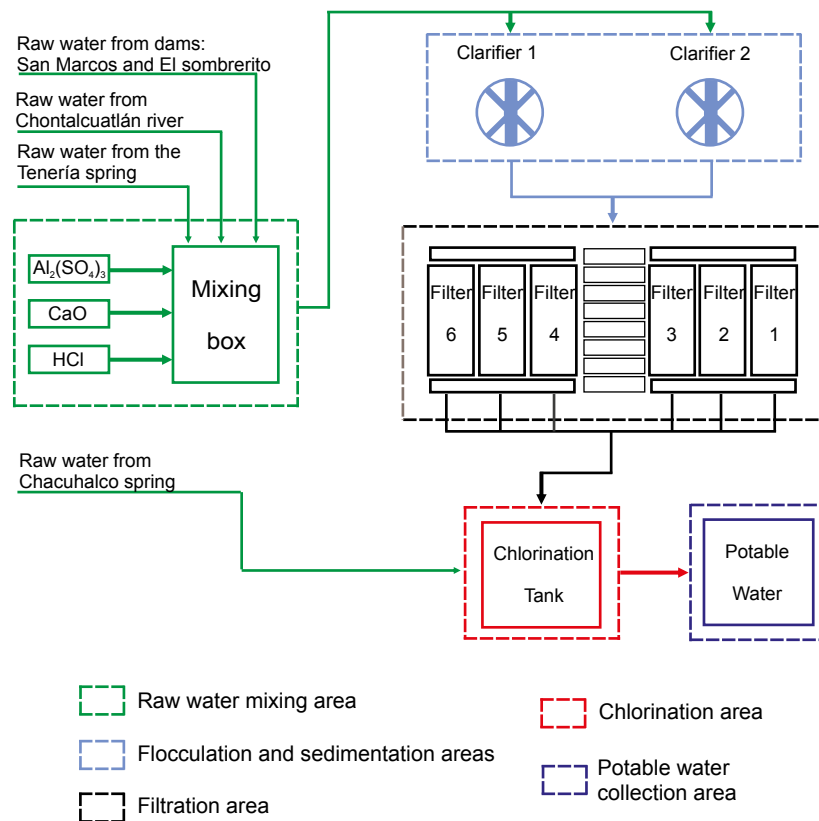 Raw water from dams:
San Marcos and El sombrerito
Raw water from
Chontalcuatlán river
Raw water from the
Tenería spring
Al₂(SO₄)₃
CaO
HCl
Mixing
box
Clarifier 1
Clarifier 2
Filter
6
Filter
5
Filter
4
Filter
3
Filter
2
Filter
1
Raw water from
Chacuhalco spring
Chlorination
Tank
Potable
Water
Raw water mixing area
Flocculation and sedimentation areas
Filtration area
Chlorination area
Potable water
collection area